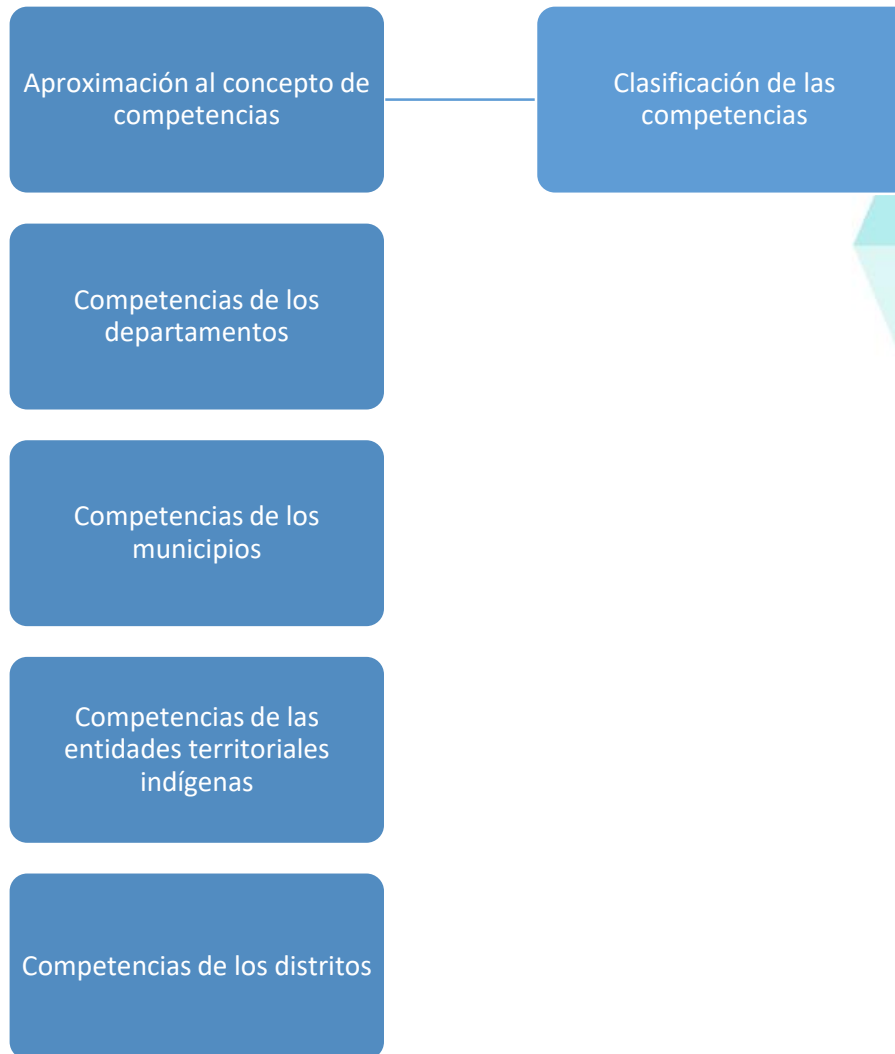 Aproximación al concepto de
competencias
Clasificación de las
competencias
Competencias de los
departamentos
Competencias de los
municipios
Competencias de las
entidades territoriales
indígenas
Competencias de los distritos